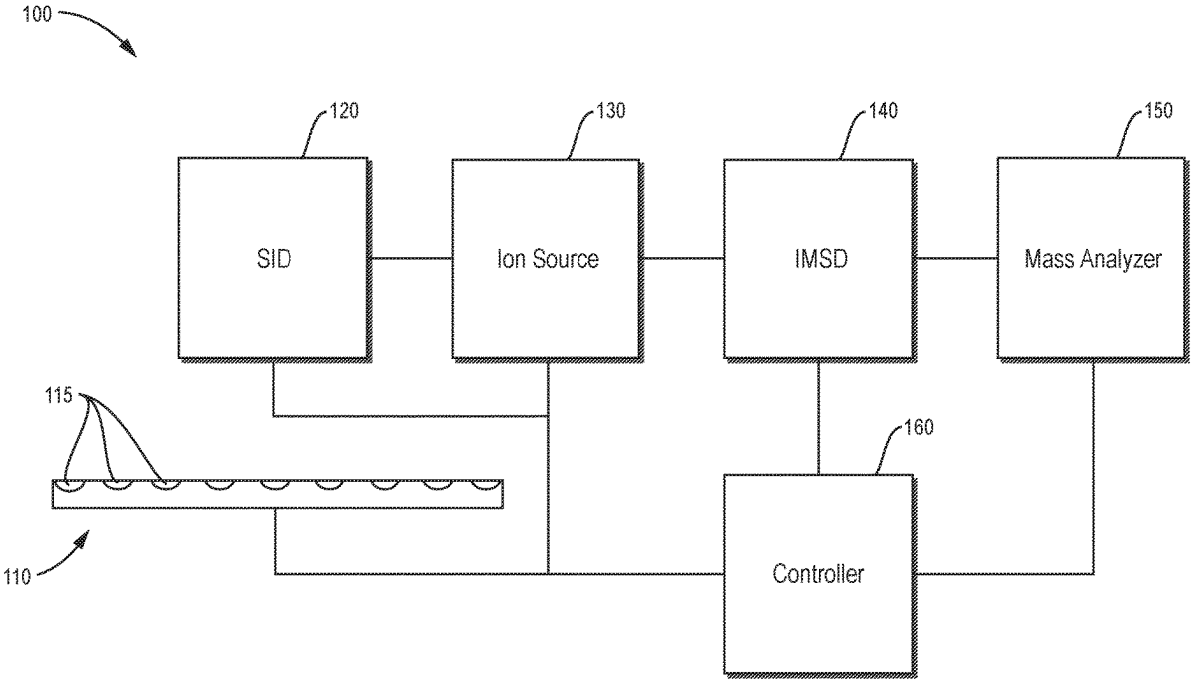 100
120
130
140
150
SID
Ion Source
IMSD
Mass Analyzer
115
160
110
Controller